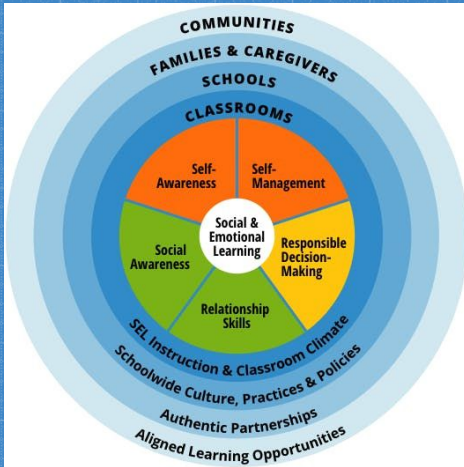 COMMUNITIES
FAMILIES & CAREGIVERS
SCHOOLS
CLASSROOMS
Self-
Awareness
Self-
Management
Social &
Emotional
Learning
Social
Awareness
Responsible
Decision-
Making
Relationship
Skills
SEL Instruction & Classroom Climate
Schoolwide Culture, Practices & Policies
Authentic Partnerships
Aligned Learning Opportunities